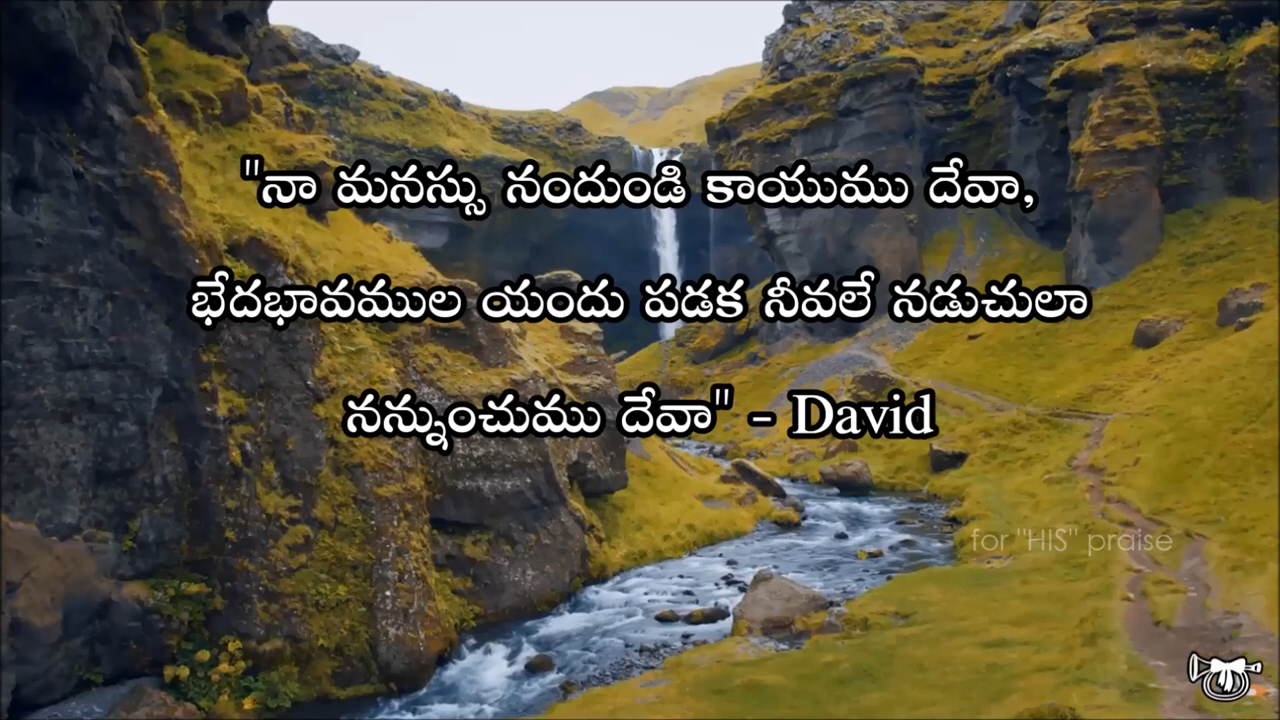 "నా మనస్సు నందుండి కాయుము దేవా,
భేదభావముల యందు పడక నీవలే నడుచులా
నన్నుంచుము దేవా" - David
for "HIS" praise